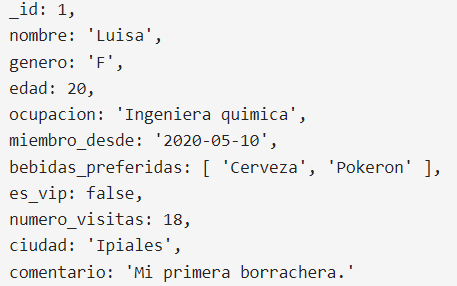 _id: 1,
nombre: 'Luisa',
genero: 'F',
edad: 20,
ocupacion: 'Ingeniera quimica',
miembro_desde: '2020-05-10',
bebidas_preferidas: [ 'Cerveza', 'Pokeron' ],
es_vip: false,
numero_visitas: 18,
ciudad: 'Ipiales',
comentario: 'Mi primera borrachera.'